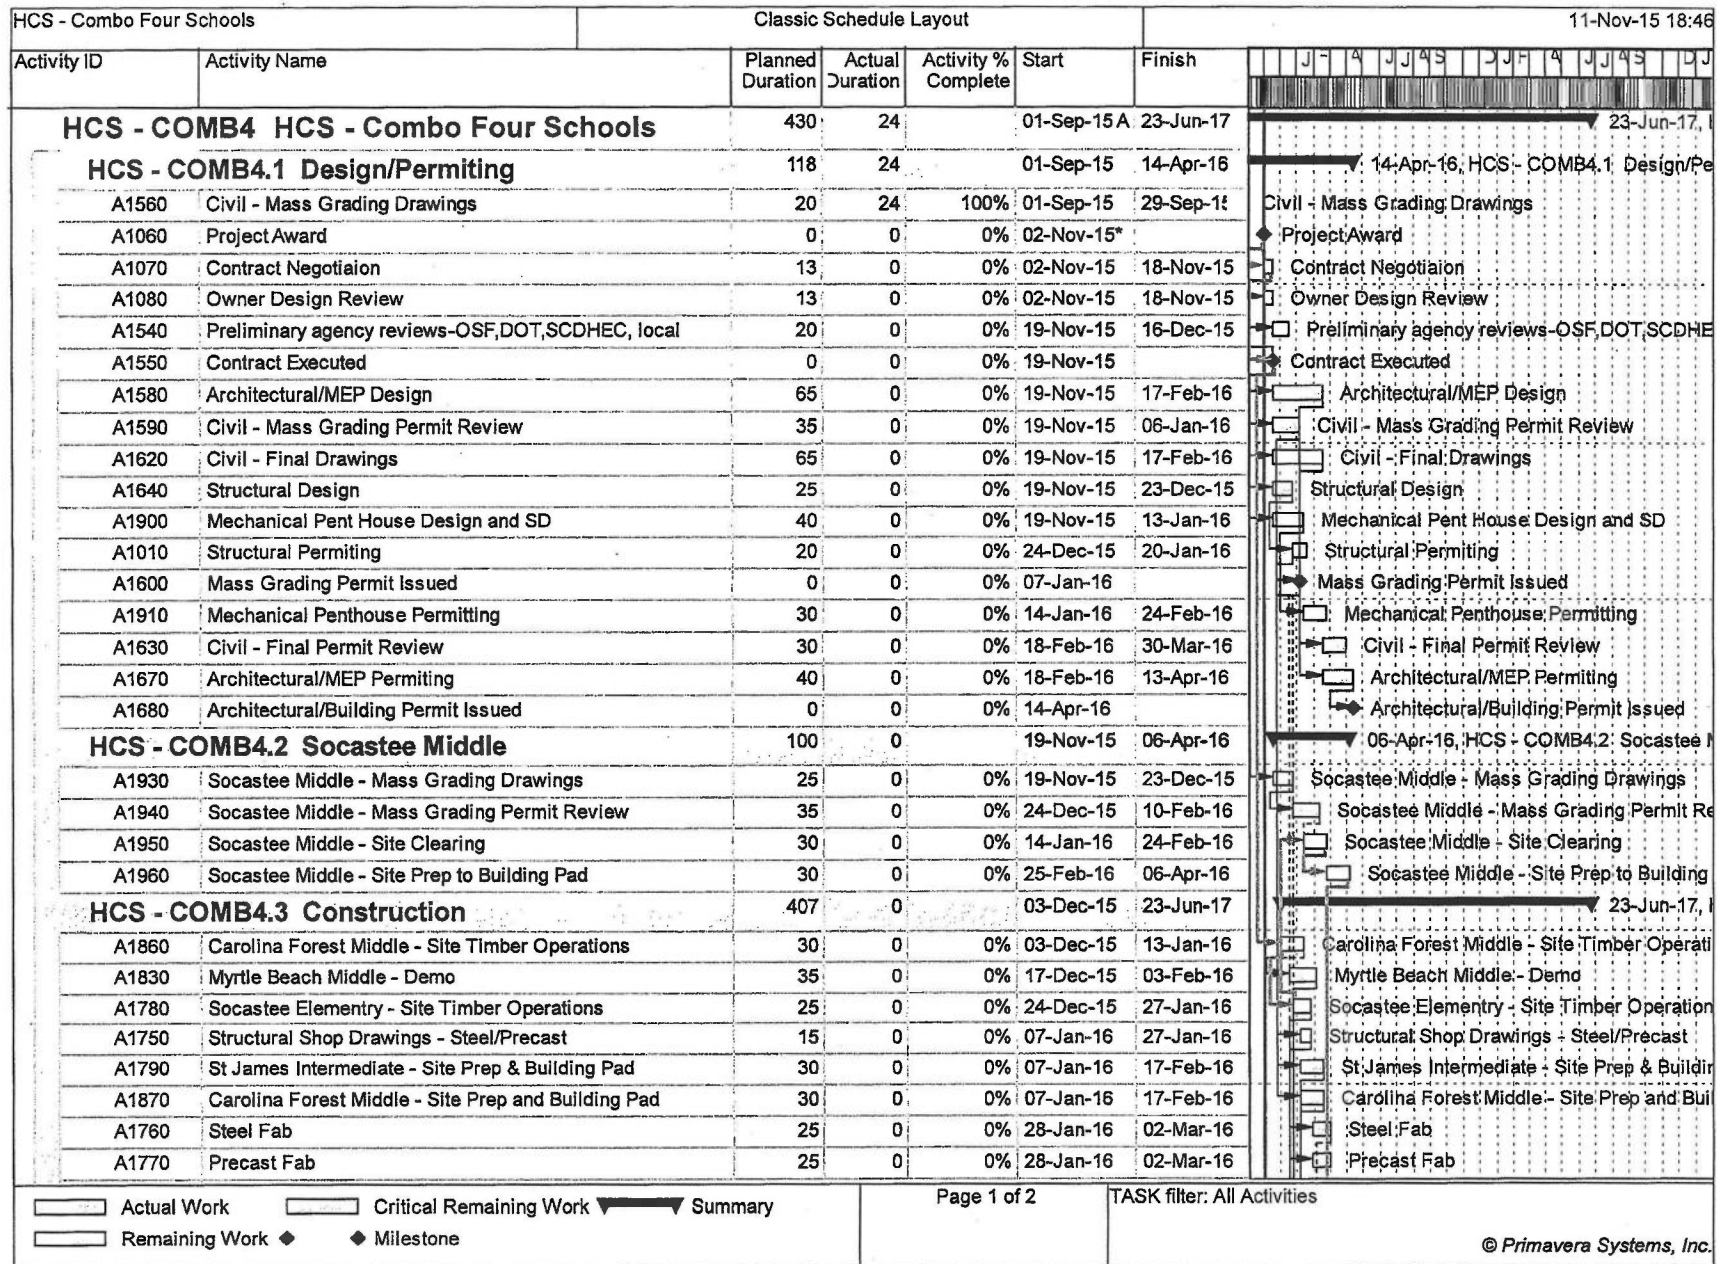 HCS - Combo Four Schools Classic Schedule Layout 11-Nov-15 18:46
Activity ID Activity Name Planned Duration Actual Duration Activity % Complete Start Finish
HCS - COMB4 HCS - Combo Four Schools 430 24 01-Sep-15 A 23-Jun-17 23-Jun-17,
HCS - COMB4.1 Design/Permiting 118 24 01-Sep-15 14-Apr-16 14-Apr-16, HCS - COMB4.1 Design/Pe
A1560 Civil - Mass Grading Drawings 20 24 100% 01-Sep-15 29-Sep-15 Civil - Mass Grading Drawings
A1060 Project Award 0 0 0% 02-Nov-15* Project Award
A1070 Contract Negotiaion 13 0 0% 02-Nov-15 18-Nov-15 Contract Negotiaion
A1080 Owner Design Review 13 0 0% 02-Nov-15 18-Nov-15 Owner Design Review
A1540 Preliminary agency reviews-OSF,DOT,SCDHEC, local 20 0 0% 19-Nov-15 16-Dec-15 Preliminary agency reviews-OSF,DOT,SCDHE
A1550 Contract Executed 0 0 0% 19-Nov-15 Contract Executed
A1580 Architectural/MEP Design 65 0 0% 19-Nov-15 17-Feb-16 Architectural/MEP Design
A1590 Civil - Mass Grading Permit Review 35 0 0% 19-Nov-15 06-Jan-16 Civil - Mass Grading Permit Review
A1620 Civil - Final Drawings 65 0 0% 19-Nov-15 17-Feb-16 Civil - Final Drawings
A1640 Structural Design 25 0 0% 19-Nov-15 23-Dec-15 Structural Design
A1900 Mechanical Pent House Design and SD 40 0 0% 19-Nov-15 13-Jan-16 Mechanical Pent House Design and SD
A1010 Structural Permiting 20 0 0% 24-Dec-15 20-Jan-16 Structural Permiting
A1600 Mass Grading Permit Issued 0 0 0% 07-Jan-16 Mass Grading Permit Issued
A1910 Mechanical Penthouse Permitting 30 0 0% 14-Jan-16 24-Feb-16 Mechanical Penthouse Permitting
A1630 Civil - Final Permit Review 30 0 0% 18-Feb-16 30-Mar-16 Civil - Final Permit Review
A1670 Architectural/MEP Permiting 40 0 0% 18-Feb-16 13-Apr-16 Architectural/MEP Permiting
A1680 Architectural/Building Permit Issued 0 0 0% 14-Apr-16 Architectural/Building Permit Issued
HCS - COMB4.2 Socastee Middle 100 0 19-Nov-15 06-Apr-16 06-Apr-16, HCS - COMB4.2 Socastee
A1930 Socastee Middle - Mass Grading Drawings 25 0 0% 19-Nov-15 23-Dec-15 Socastee Middle - Mass Grading Drawings
A1940 Socastee Middle - Mass Grading Permit Review 35 0 0% 24-Dec-15 10-Feb-16 Socastee Middle - Mass Grading Permit Re
A1950 Socastee Middle - Site Clearing 30 0 0% 14-Jan-16 24-Feb-16 Socastee Middle - Site Clearing
A1960 Socastee Middle - Site Prep to Building Pad 30 0 0% 25-Feb-16 06-Apr-16 Socastee Middle - Site Prep to Building
HCS - COMB4.3 Construction 407 0 03-Dec-15 23-Jun-17 23-Jun-17,
A1860 Carolina Forest Middle - Site Timber Operations 30 0 0% 03-Dec-15 13-Jan-16 Carolina Forest Middle - Site Timber Operati
A1830 Myrtle Beach Middle - Demo 35 0 0% 17-Dec-15 03-Feb-16 Myrtle Beach Middle - Demo
A1780 Socastee Elementry - Site Timber Operations 25 0 0% 24-Dec-15 27-Jan-16 Socastee Elementry - Site Timber Operation
A1750 Structural Shop Drawings - Steel/Precast 15 0 0% 07-Jan-16 27-Jan-16 Structural Shop Drawings - Steel/Precast
A1790 St James Intermediate - Site Prep & Building Pad 30 0 0% 07-Jan-16 17-Feb-16 St James Intermediate - Site Prep & Buildin
A1870 Carolina Forest Middle - Site Prep and Building Pad 30 0 0% 07-Jan-16 17-Feb-16 Carolina Forest Middle - Site Prep and Buil
A1760 Steel Fab 25 0 0% 28-Jan-16 02-Mar-16 Steel Fab
A1770 Precast Fab 25 0 0% 28-Jan-16 02-Mar-16 Precast Fab
Actual Work Critical Remaining Work Summary Page 1 of 2 TASK filter: All Activities
Remaining Work Milestone
© Primavera Systems, Inc.